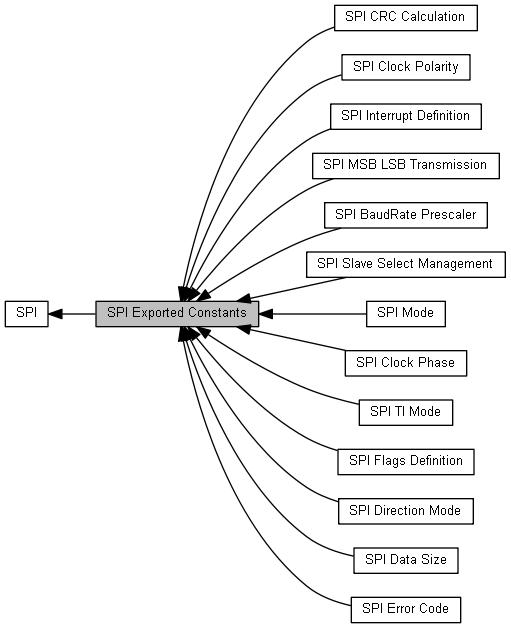 SPI CRC Calculation
SPI Clock Polarity
SPI Interrupt Definition
SPI MSB LSB Transmission
SPI BaudRate Prescaler
SPI Slave Select Management
SPI
SPI Exported Constants
SPI Mode
SPI Clock Phase
SPI TI Mode
SPI Flags Definition
SPI Direction Mode
SPI Data Size
SPI Error Code